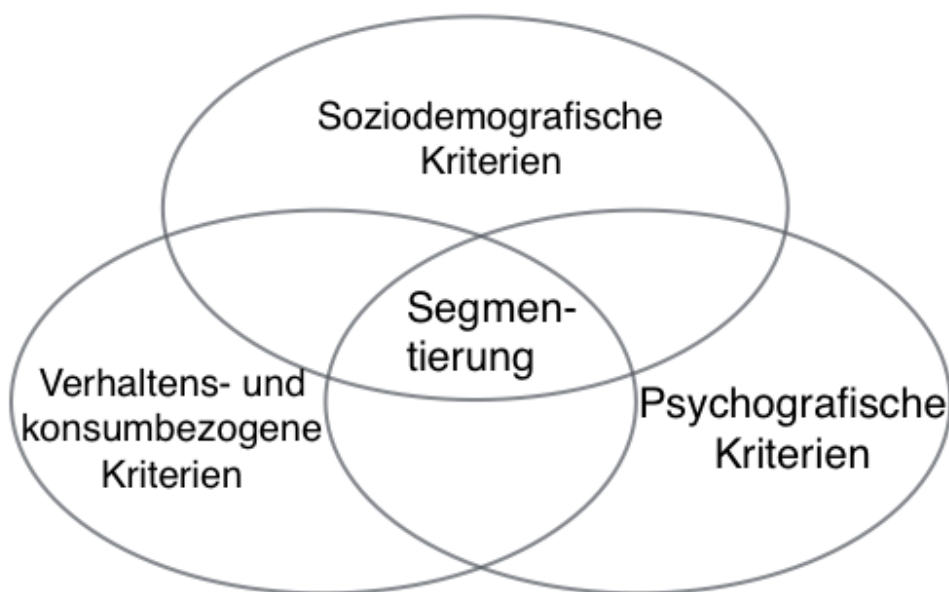 Soziodemografische
Kriterien
Segmen-
tierung
Verhaltens- und
konsumbezogene
Kriterien
Psychografische
Kriterien